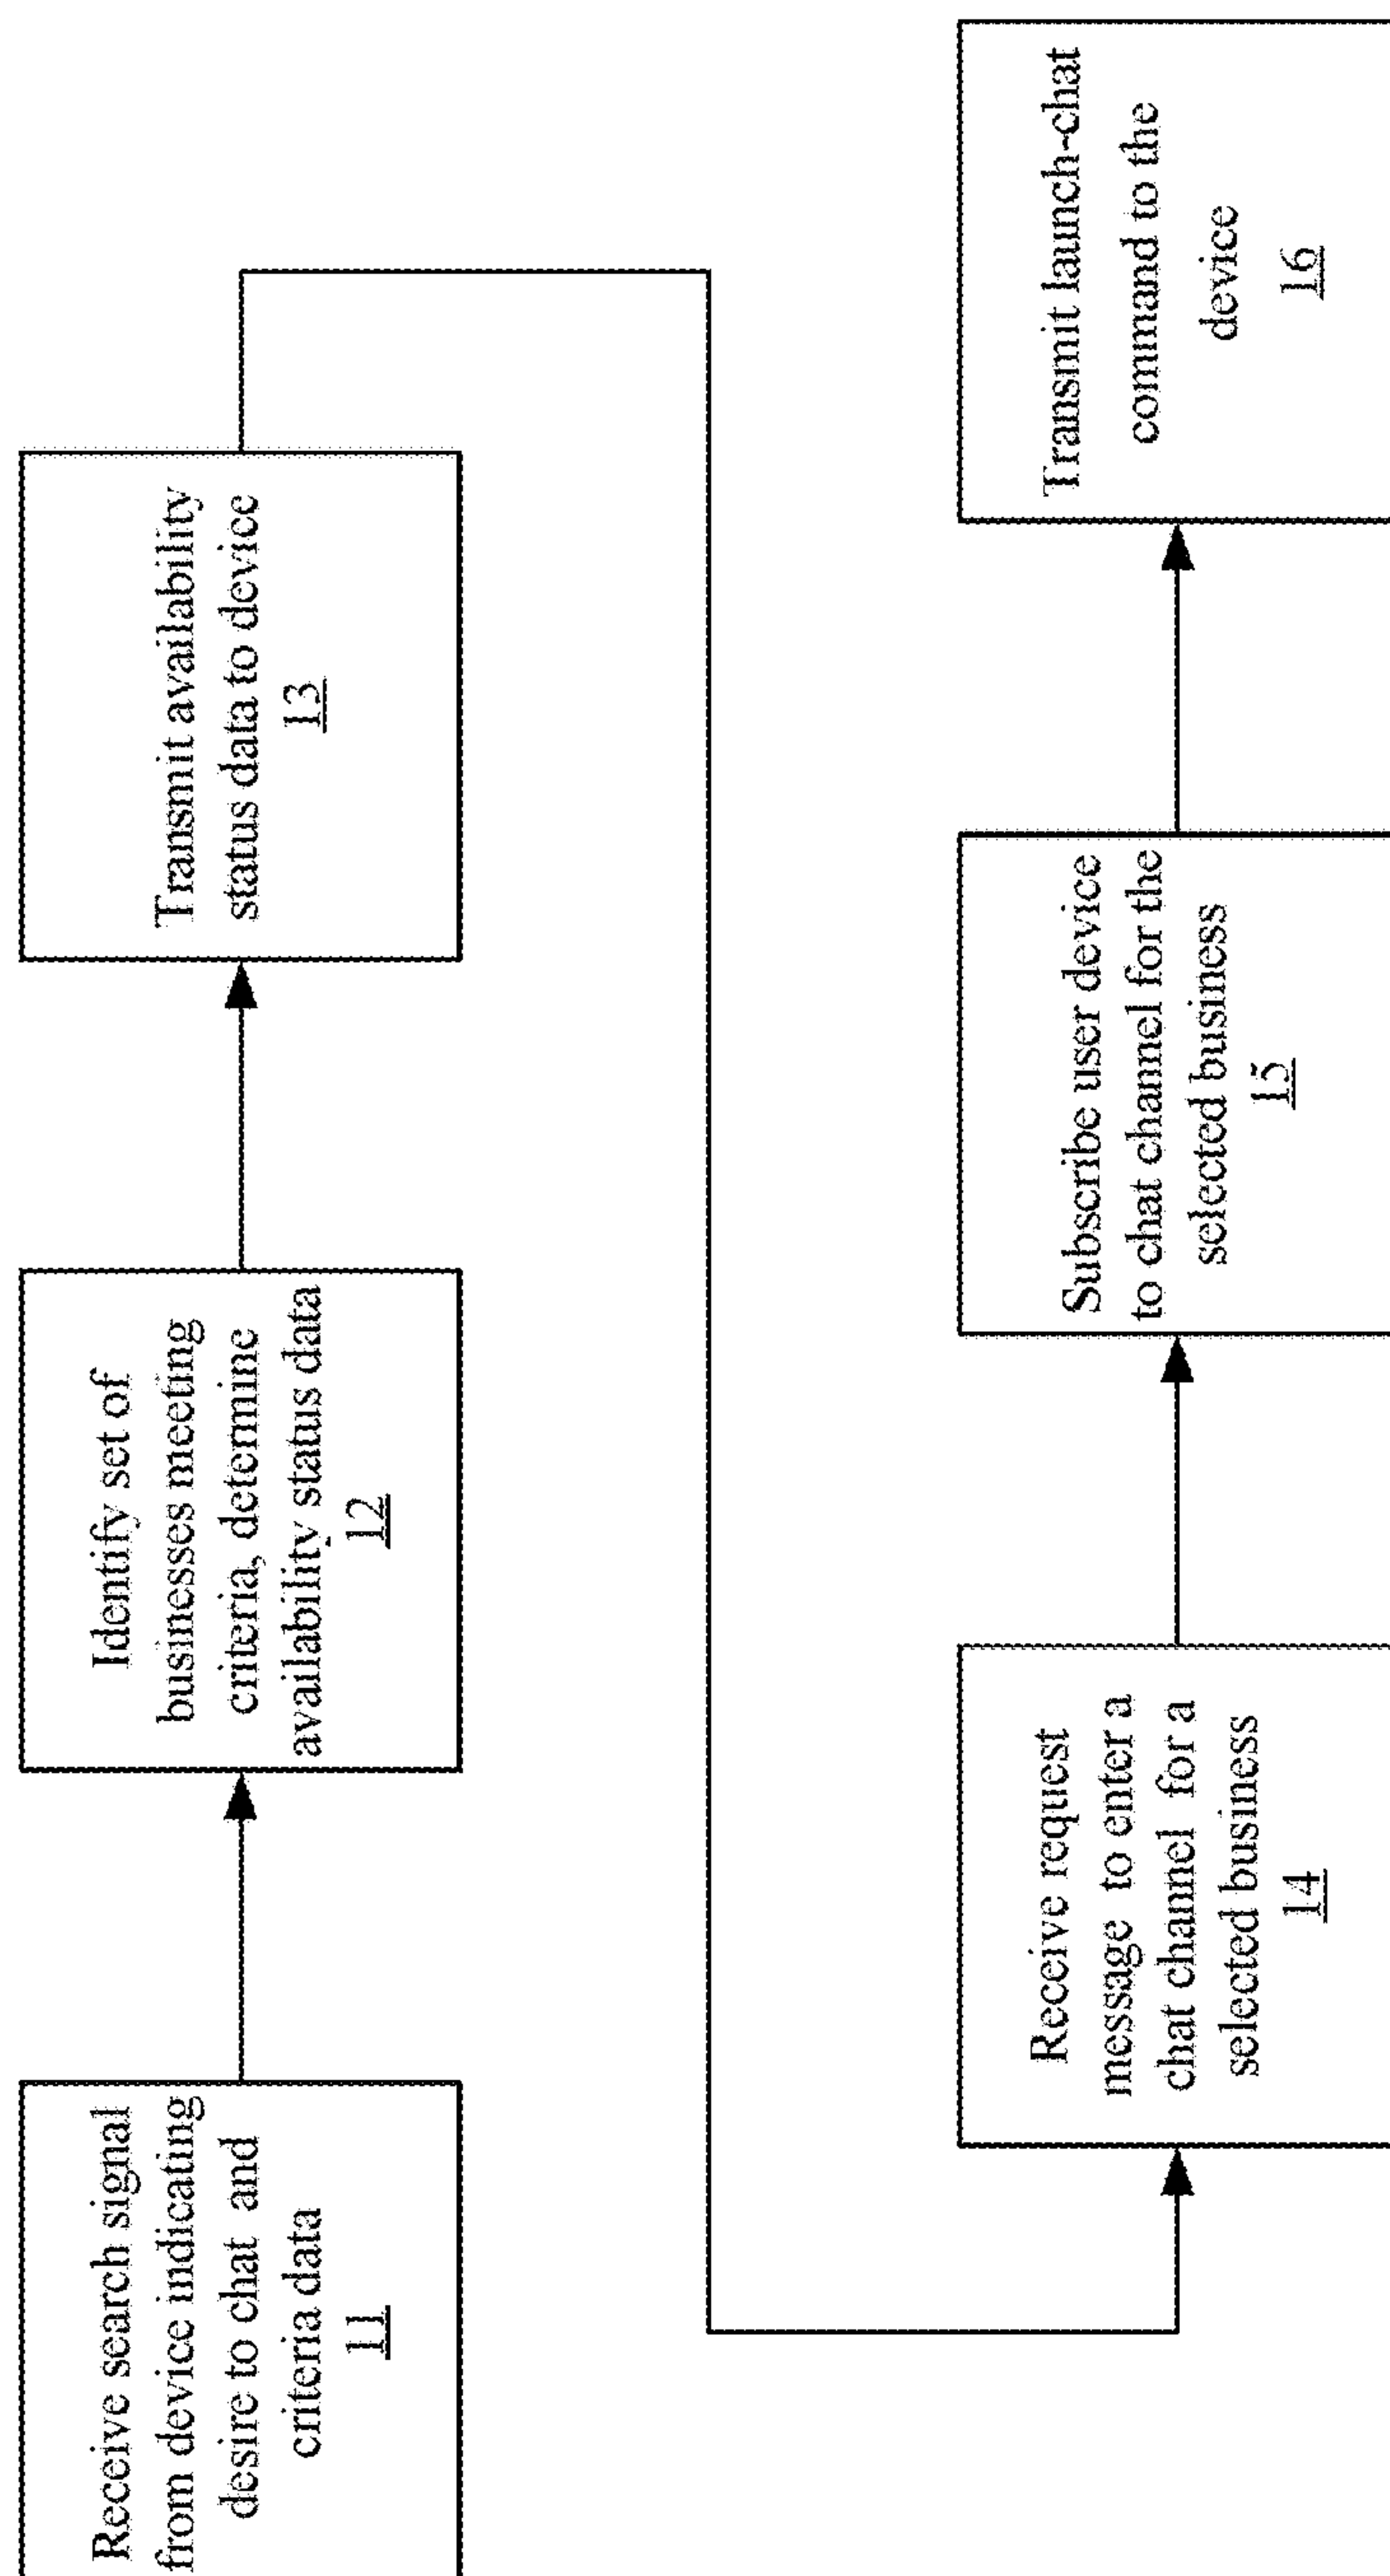 Receive search signal
from device indicating
desire to chat and
criteria data
11
Identify set of
businesses meeting
criteria, determine
availability status data
12
Transmit availability
status data to device
13
Receive request
message to enter a
chat channel for a
selected business
14
Subscribe user device
to chat channel for the
selected business
15
Transmit launch-chat
command to the
device
16